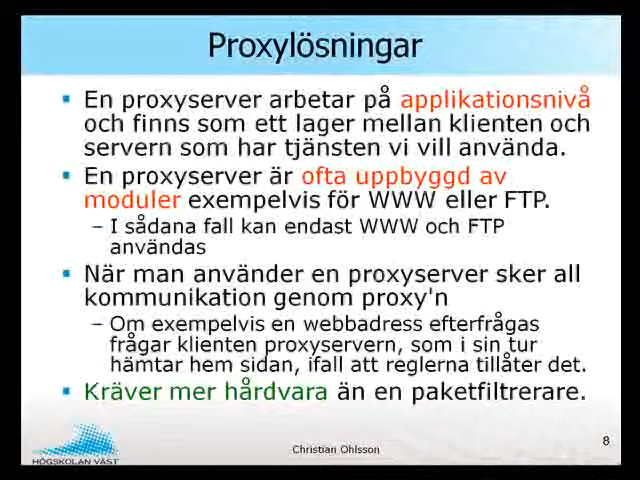 Proxylösningar
En proxyserver arbetar på applikationsnivå
och finns som ett lager mellan klienten och
servern som har tjänsten vi vill använda.
En proxyserver är ofta uppbyggd av
moduler exempelvis för WWW eller FTP.
– I sådana fall kan endast WWW och FTP
användas
När man använder en proxyserver sker all
kommunikation genom proxy'n
– Om exempelvis en webbadress efterfrågas
frågar klienten proxyservern, som i sin tur
hämtar hem sidan, ifall att reglerna tillåter det.
Kräver mer hårdvara än en paketfiltrerare.
HÖGSKOLAN VÄST
Christian Ohlsson
8